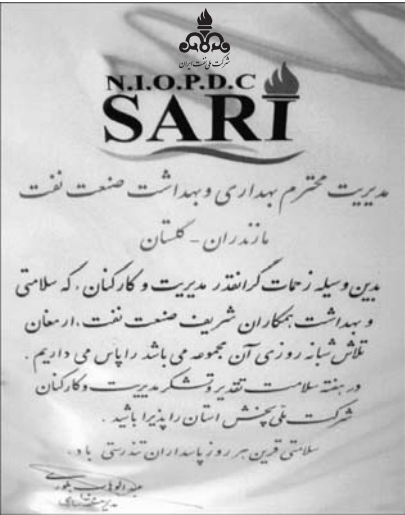 شرکت ملی نفت ایران
N.I.O.P.D.C
SARI
مدیریت محترم بهداری و بهداشت صنعت نفت
مازندران - گلستان
بدین وسیله زحمات گرانقدر مدیریت و کارکنان، که سلامتی
و بهداشت همکاران شریف صنعت نفت، ارمغان
تلاش شبانه روزی آن مجموعه می باشد را پاس می داریم.
در هفته سلامت تقدیر و تشکر مدیریت و کارکنان
شرکت ملی پخش استان را پذیرا باشید.
سلامتی قرین هر روز پاسداران تندرستی باد.